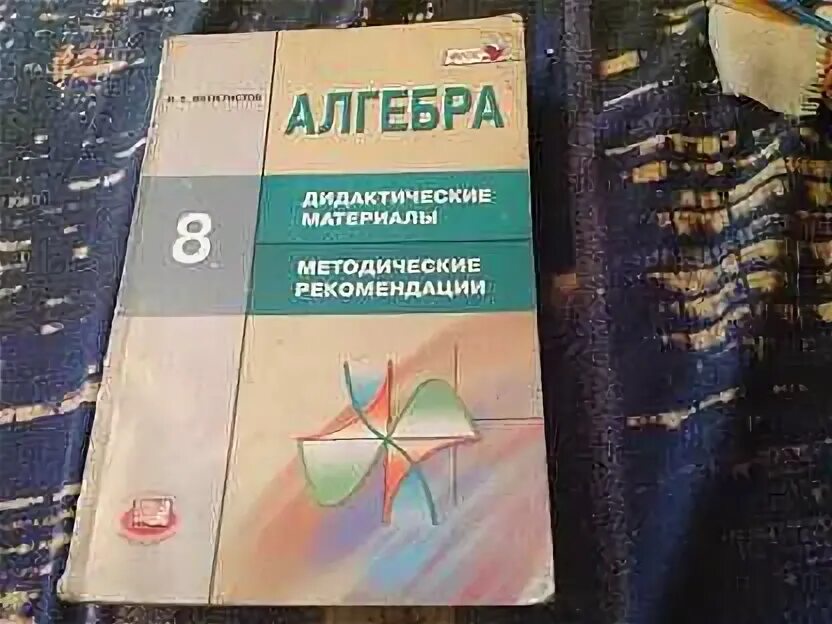 АЛГЕБРА
8
ДИДАКТИЧЕСКИЕ
МАТЕРИАЛЫ
МЕТОДИЧЕСКИЕ
РЕКОМЕНДАЦИИ